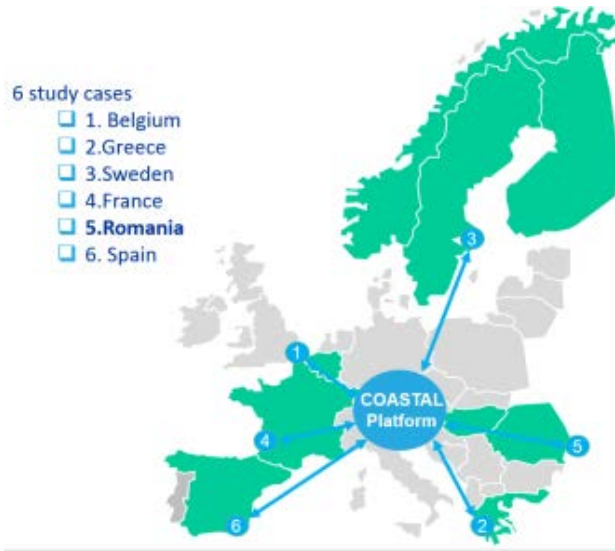 6 study cases
1. Belgium
2.Greece
3.Sweden
4.France
5.Romania
6. Spain
3
1
COASTAL
Platform
4
5
6
2